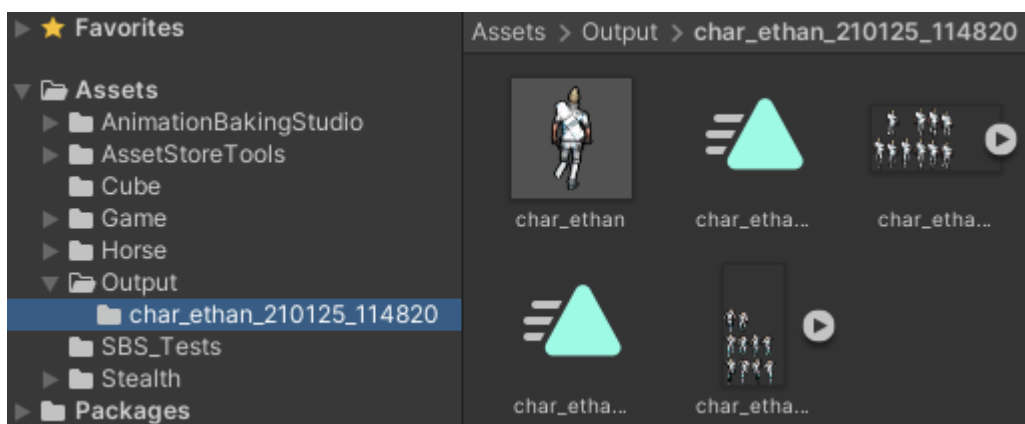 Favorites
Assets
AnimationBakingStudio
AssetStoreTools
Cube
Game
Horse
Output
char_ethan_210125_114820
SBS_Tests
Stealth
Packages
Assets > Output > char_ethan_210125_114820
char_ethan
char_etha...
char_etha...
char_etha...
char_etha...